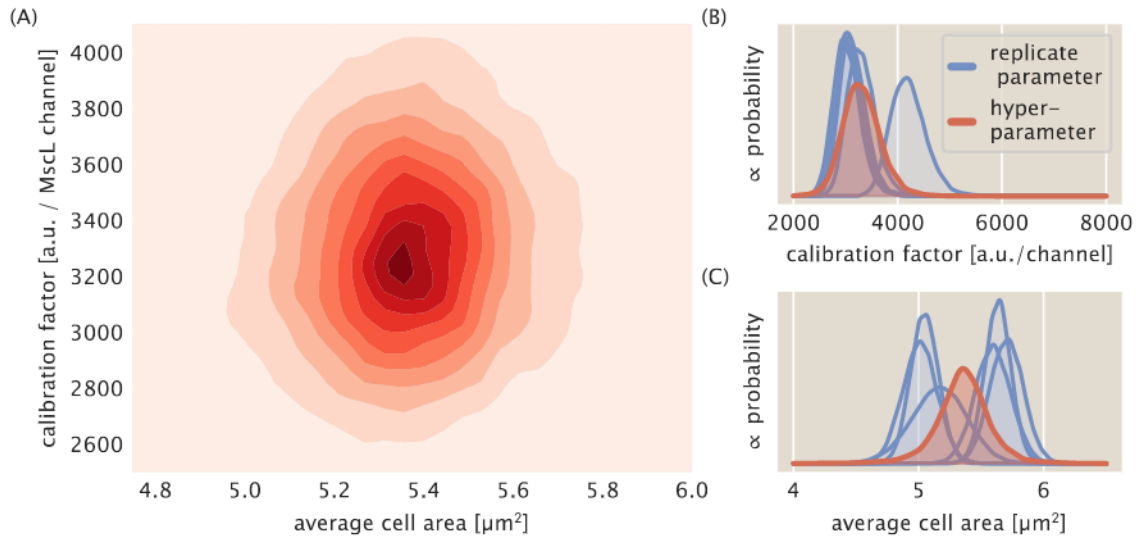 (A)
calibration factor [a.u. / MscL channel]
4000
3800
3600
3400
3200
3000
2800
2600
4.8 5.0 5.2 5.4 5.6 5.8 6.0
average cell area [µm²]
(B)
∝ probability
replicate
parameter
hyper-
parameter
2000 4000 6000 8000
calibration factor [a.u./channel]
(C)
∝ probability
4 5 6
average cell area [µm²]